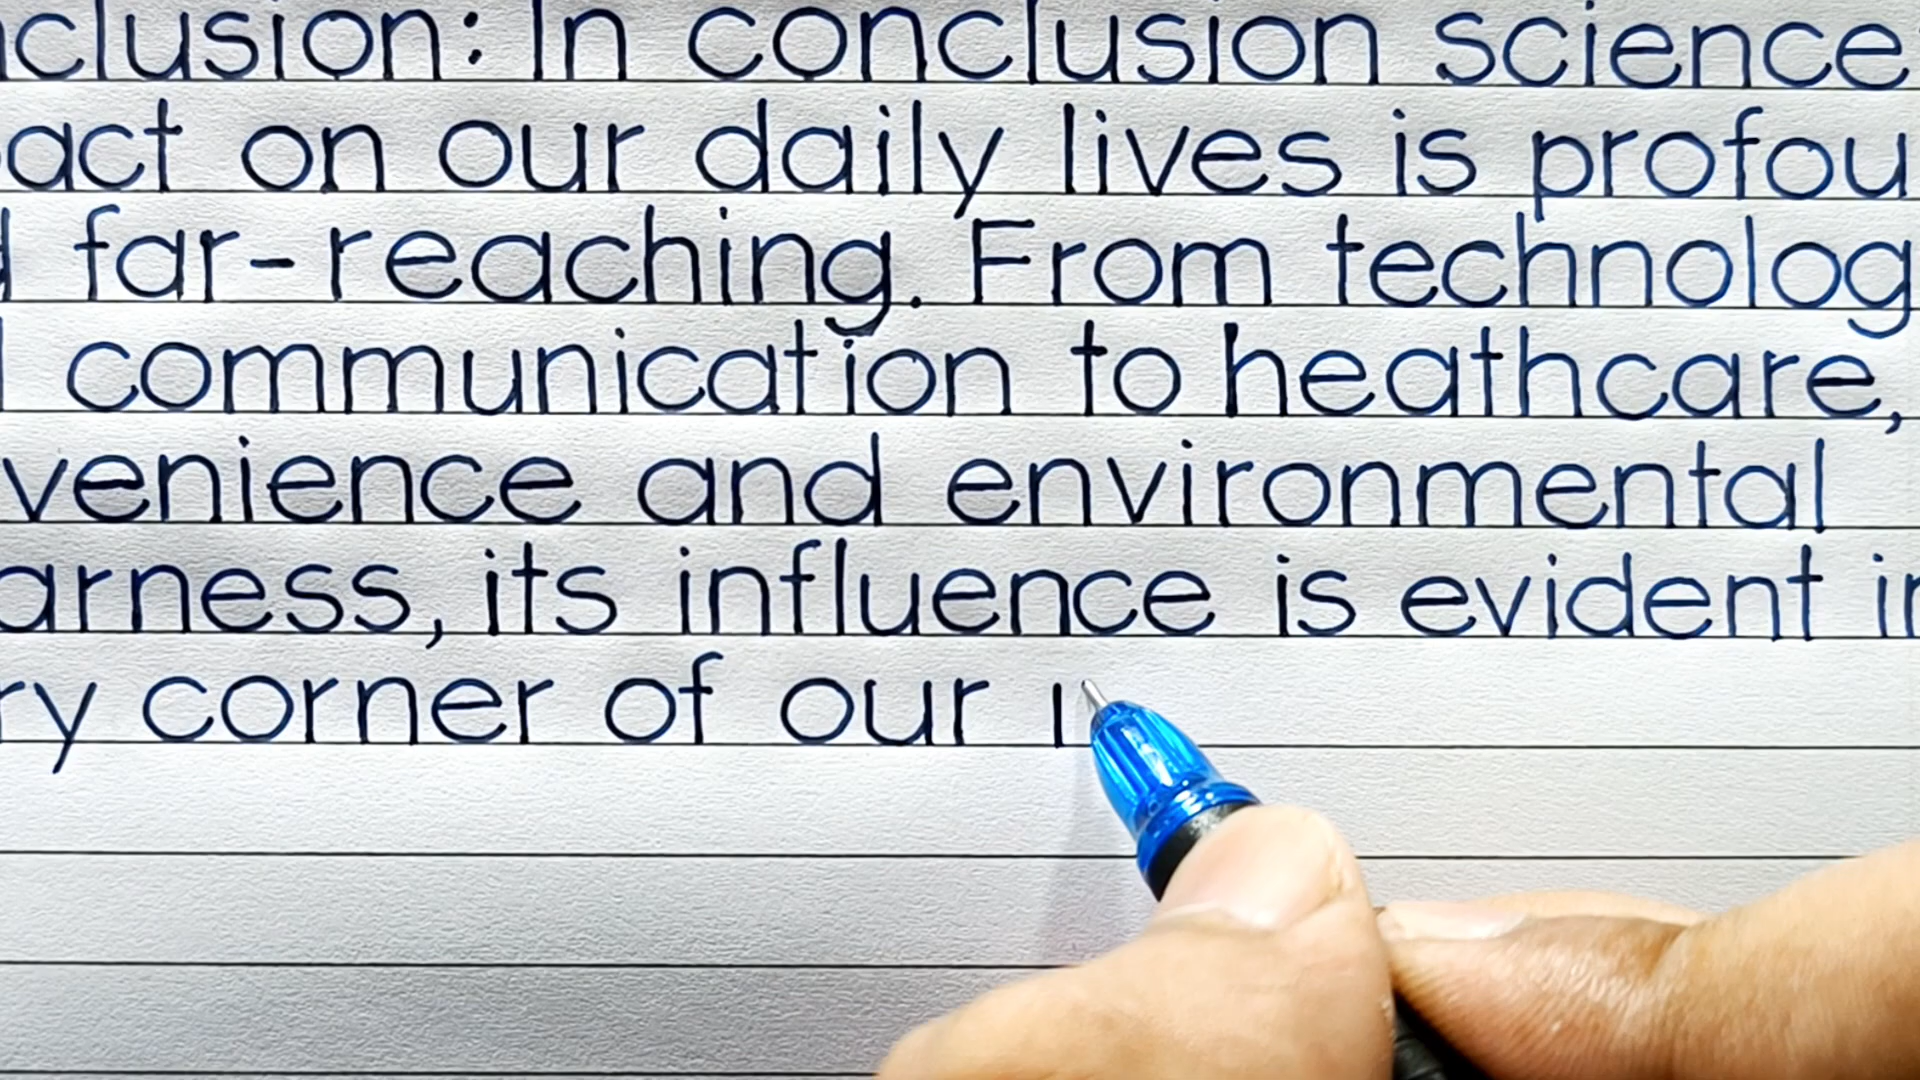 nclusion: In conclusion science
act on our daily lives is profou
far-reaching. From technolog
communication to heathcare,
venience and environmental
arness, its influence is evident in
ry corner of our